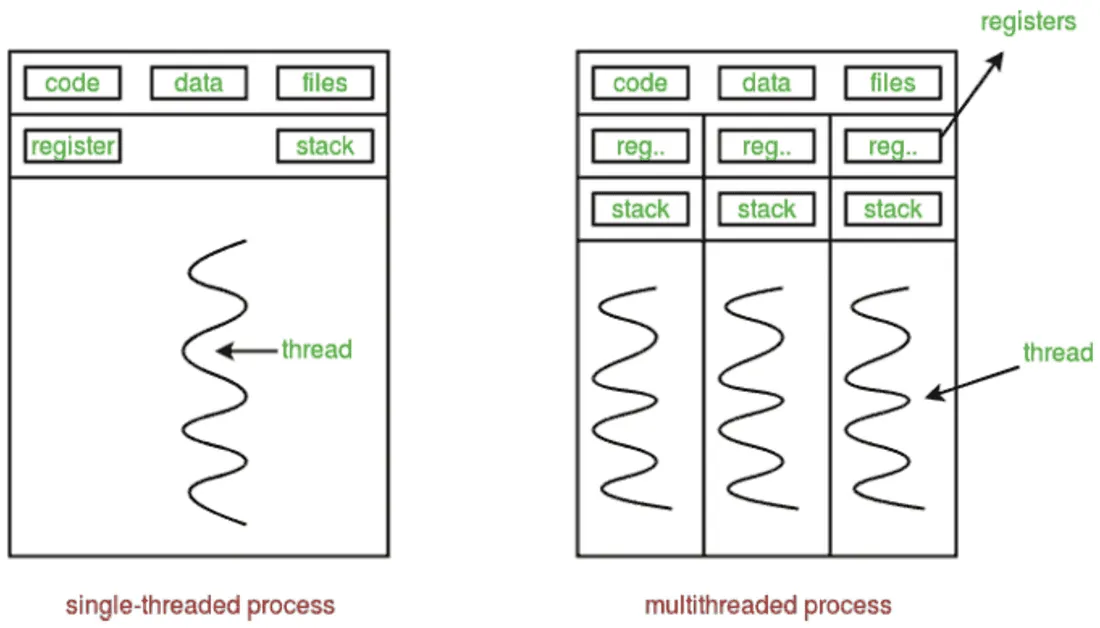 registers
code data files
register stack
thread
single-threaded process
code data files
reg.. reg.. reg..
stack stack stack
thread
multithreaded process